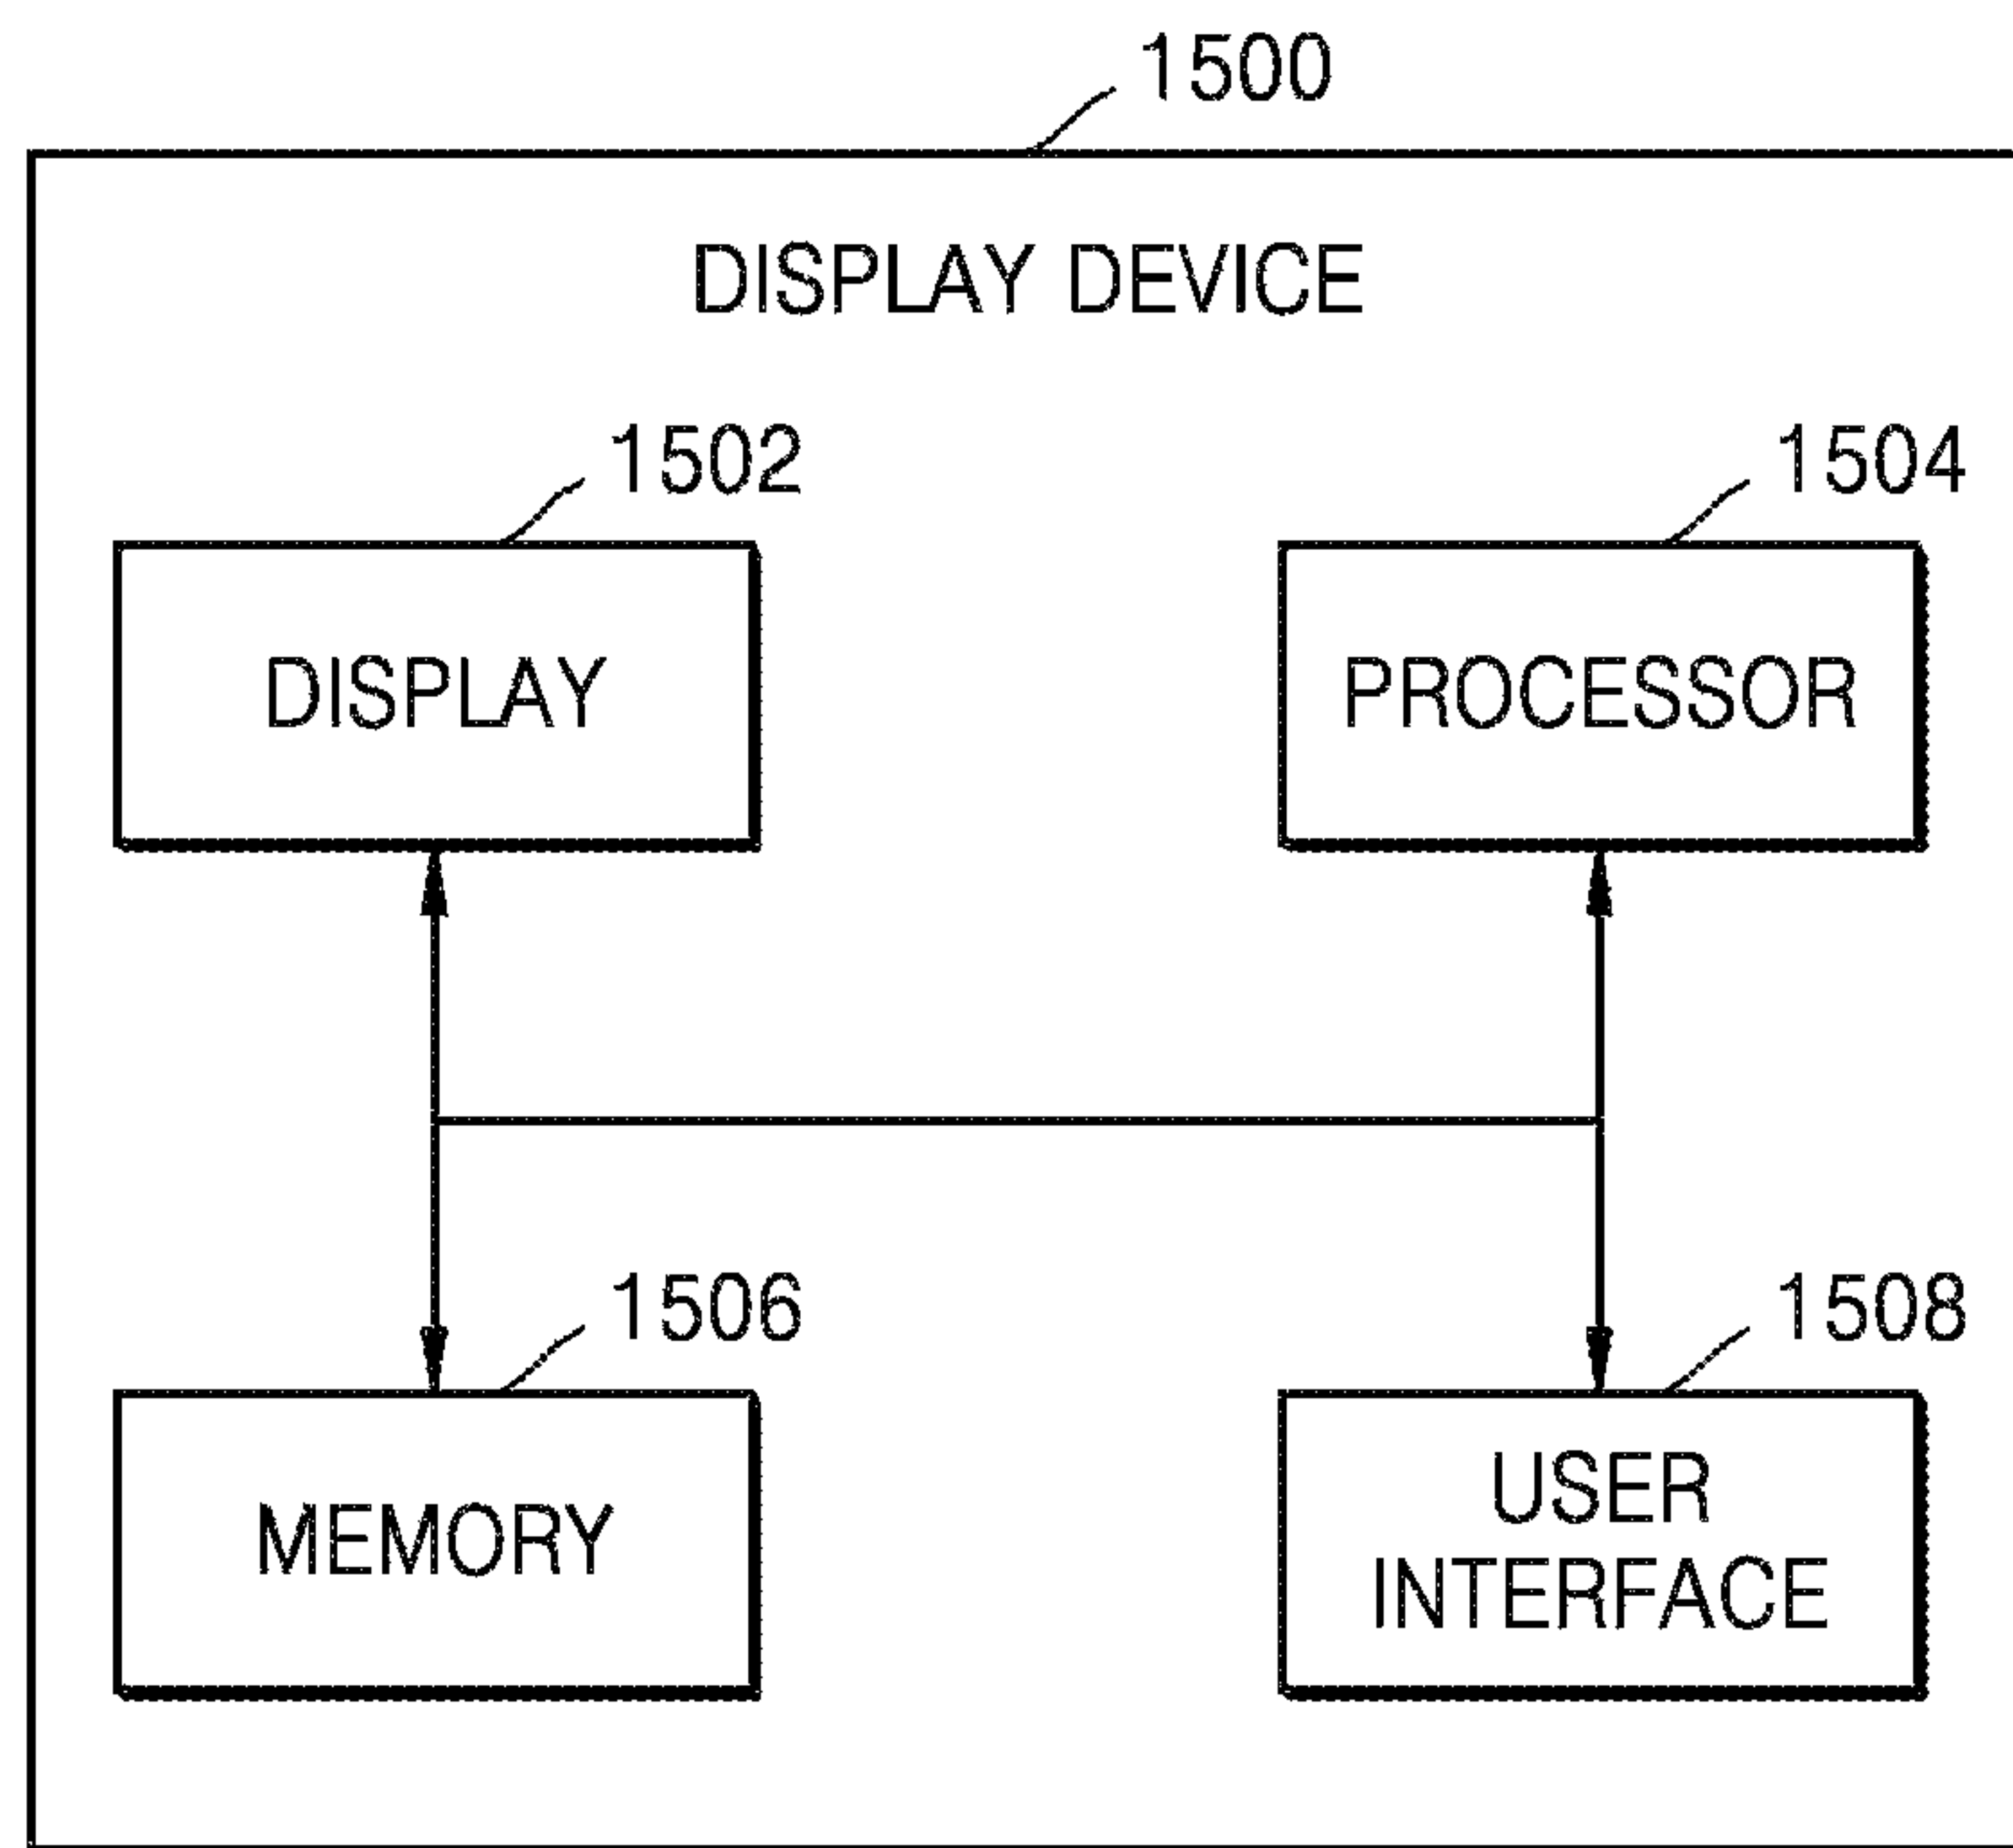 1500
DISPLAY DEVICE
1502
1504
DISPLAY
PROCESSOR
1506
1508
MEMORY
USER
INTERFACE